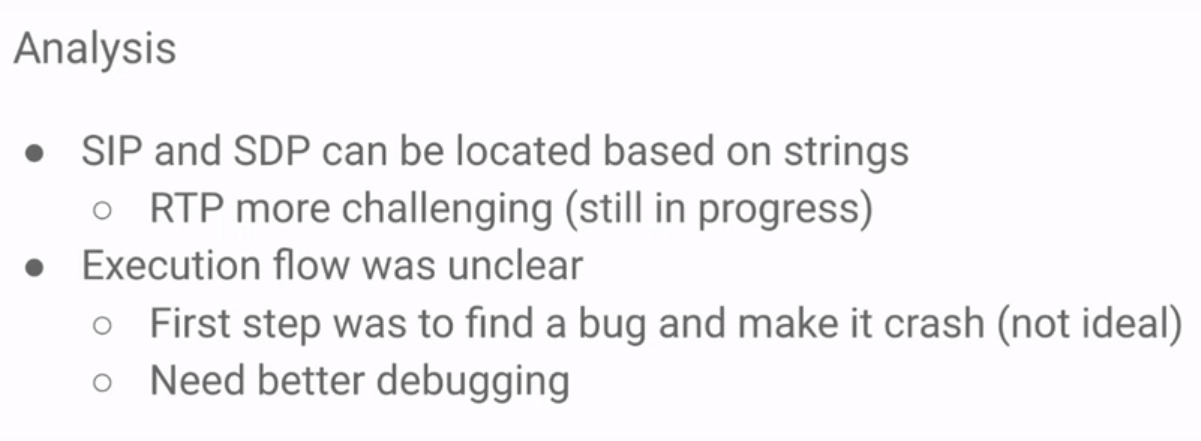 Analysis
● SIP and SDP can be located based on strings
○ RTP more challenging (still in progress)
● Execution flow was unclear
○ First step was to find a bug and make it crash (not ideal)
○ Need better debugging